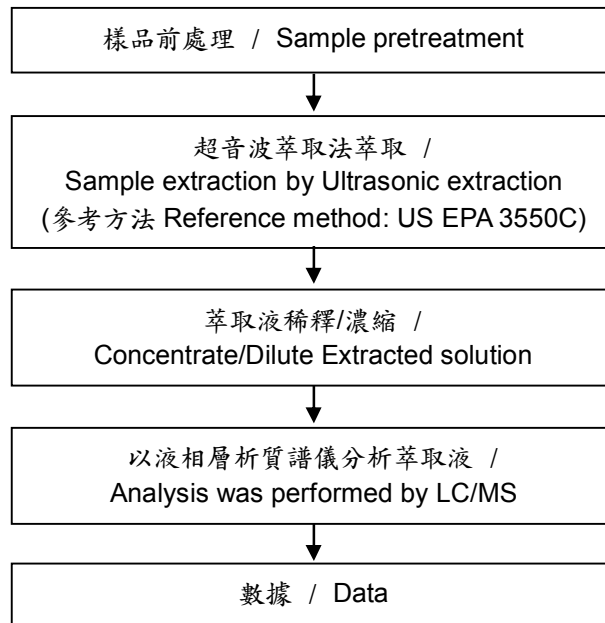 樣品前處理 / Sample pretreatment
超音波萃取法萃取 /
Sample extraction by Ultrasonic extraction
(參考方法 Reference method: US EPA 3550C)
萃取液稀釋/濃縮 /
Concentrate/Dilute Extracted solution
以液相層析質譜儀分析萃取液 /
Analysis was performed by LC/MS
數據 / Data